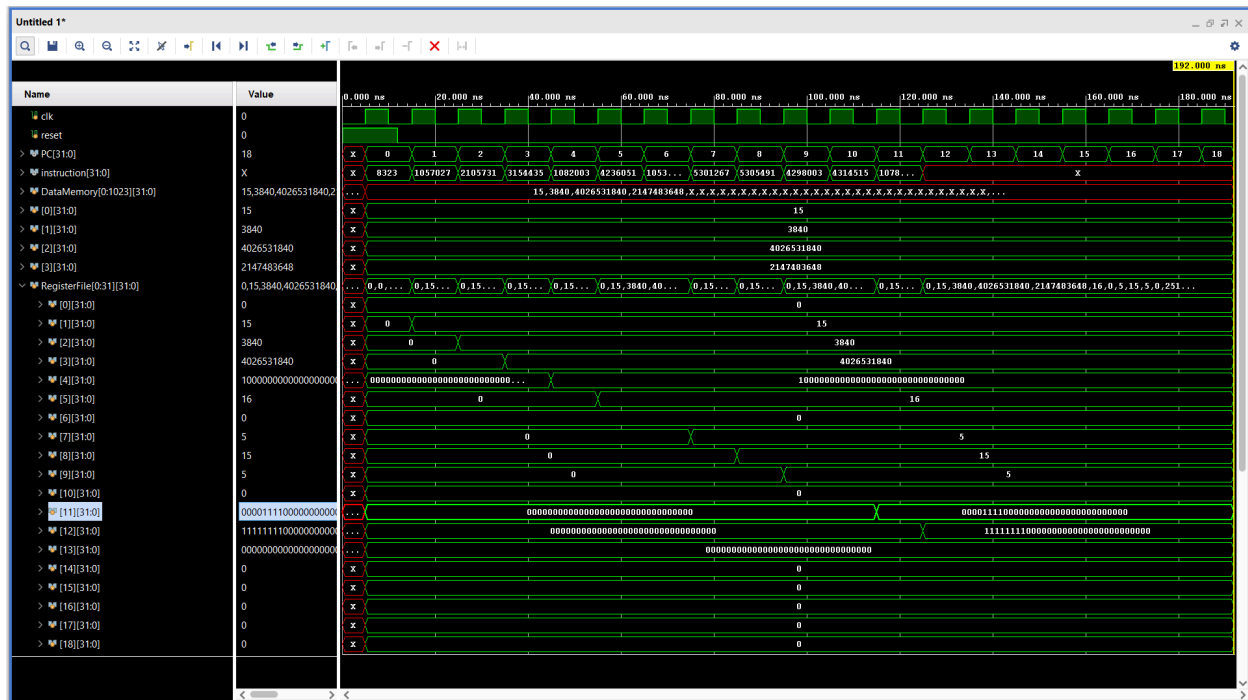 Untitled 1*
192.000 ns
Name Value 0.000 ns 20.000 ns 40.000 ns 60.000 ns 80.000 ns 100.000 ns 120.000 ns 140.000 ns 160.000 ns 180.000 ns
clk 0
reset 0
PC[31:0] 18 X 0 1 2 3 4 5 6 7 8 9 10 11 12 13 14 15 16 17 18
instruction[31:0] X X 8323 1057027 2105731 3154435 1082003 4236051 1053... 5301267 5305491 4298003 4314515 1078... X
DataMemory[0:1023][31:0] 15,3840,4026531840,2 ... 15,3840,4026531840,2147483648,X,X,X,X,X,X,X,X,X,X,X,X,X,X,X,X,X,X,X,X,X,X,X,X,X,X,...
[0][31:0] 15 X 15
[1][31:0] 3840 X 3840
[2][31:0] 4026531840 X 4026531840
[3][31:0] 2147483648 X 2147483648
RegisterFile[0:31][31:0] 0,15,3840,4026531840, ... 0,0,... 0,15... 0,15... 0,15... 0,15... 0,15,3840,40... 0,15... 0,15... 0,15,3840,40... 0,15... 0,15,3840,4026531840,2147483648,16,0,5,15,5,0,251...
[0][31:0] 0 X 0
[1][31:0] 15 X 0 15
[2][31:0] 3840 X 0 3840
[3][31:0] 4026531840 X 0 4026531840
[4][31:0] 1000000000000000000 ... 00000000000000000000000000000... 10000000000000000000000000000000
[5][31:0] 16 X 0 16
[6][31:0] 0 X 0
[7][31:0] 5 X 0 5
[8][31:0] 15 X 0 15
[9][31:0] 5 X 0 5
[10][31:0] 0 X 0
[11][31:0] 0000111100000000000 ... 00000000000000000000000000000000 00001111000000000000000000000000
[12][31:0] 1111111100000000000 ... 00000000000000000000000000000000 11111111000000000000000000000000
[13][31:0] 0000000000000000000 ... 00000000000000000000000000000000
[14][31:0] 0 X 0
[15][31:0] 0 X 0
[16][31:0] 0 X 0
[17][31:0] 0 X 0
[18][31:0] 0 X 0